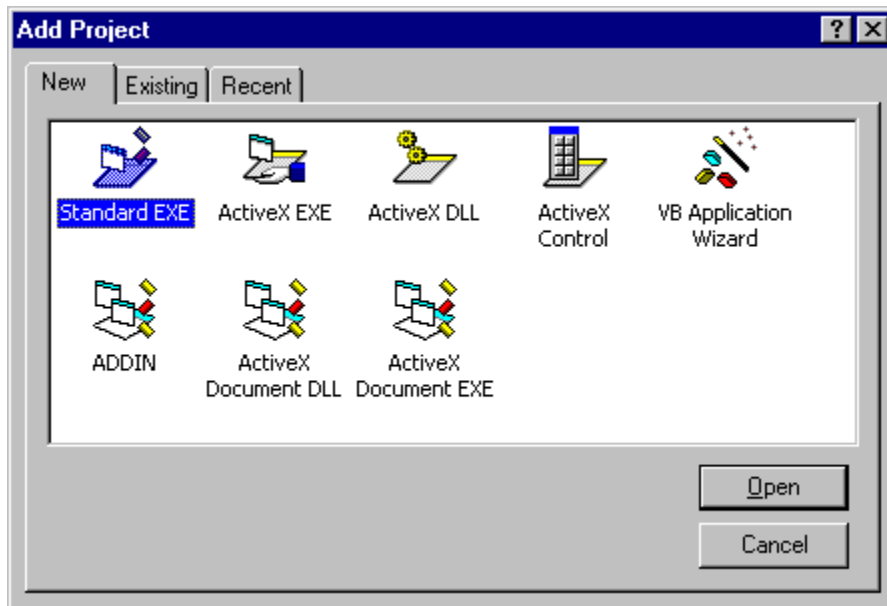 Add Project
New Existing Recent
Standard EXE ActiveX EXE ActiveX DLL ActiveX Control VB Application Wizard
ADDIN ActiveX Document DLL ActiveX Document EXE
Open
Cancel